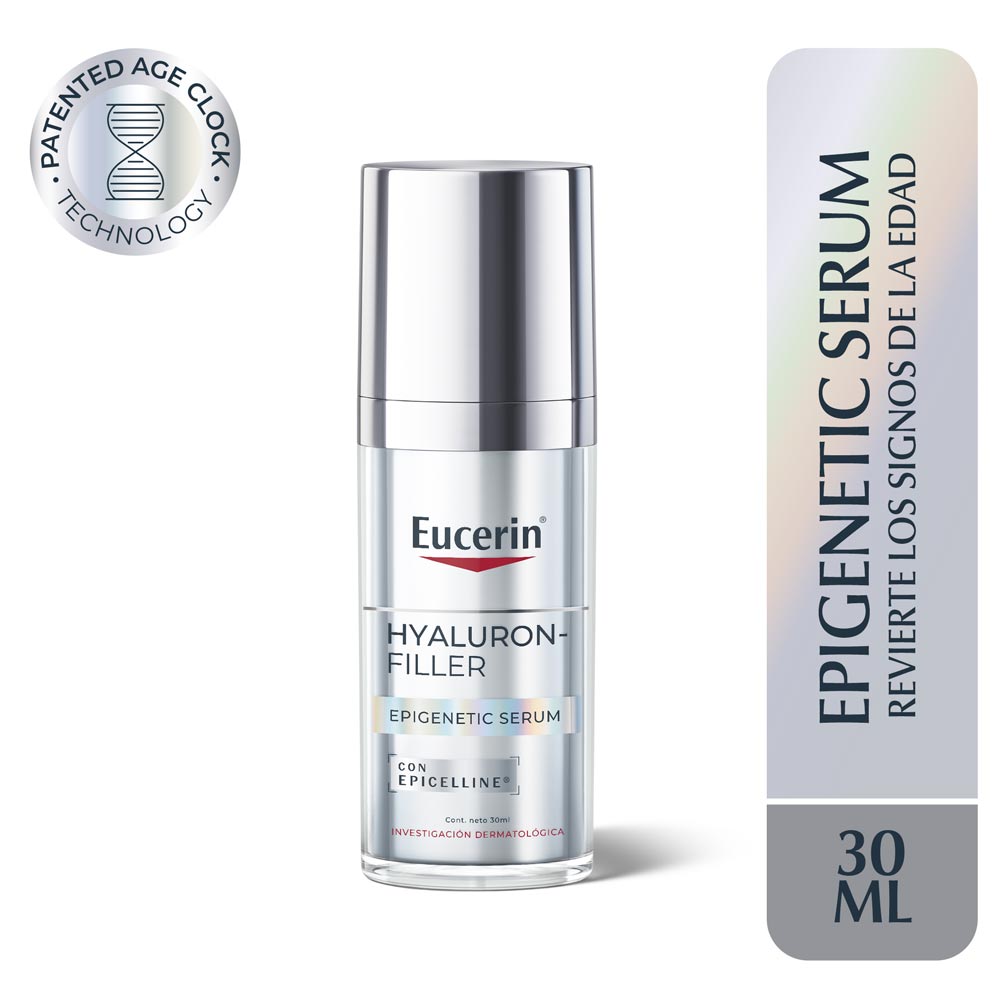 PATENTED AGE CLOCK
• TECHNOLOGY •
Eucerin®
HYALURON-
FILLER
EPIGENETIC SERUM
CON
EPICELLINE®
Cont. neto 30ml
INVESTIGACIÓN DERMATOLÓGICA
EPIGENETIC SERUM
REVIERTE LOS SIGNOS DE LA EDAD
30
ML